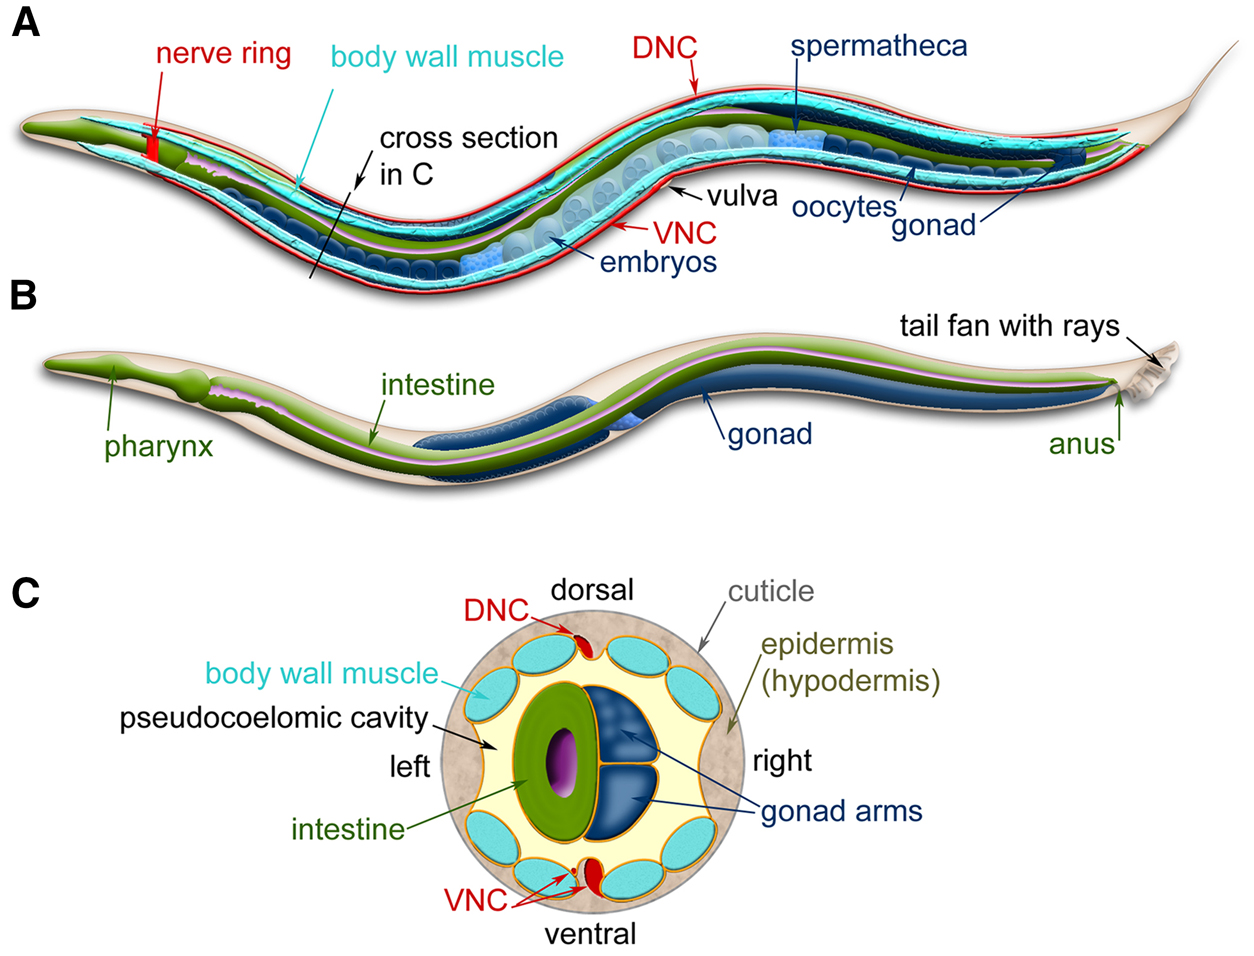 A
nerve ring
body wall muscle
DNC
spermatheca
cross section
in C
vulva
oocytes
gonad
VNC
embryos
B
tail fan with rays
intestine
pharynx
gonad
anus
C
dorsal
DNC
cuticle
epidermis
(hypodermis)
body wall muscle
pseudocoelomic cavity
left
right
gonad arms
intestine
VNC
ventral